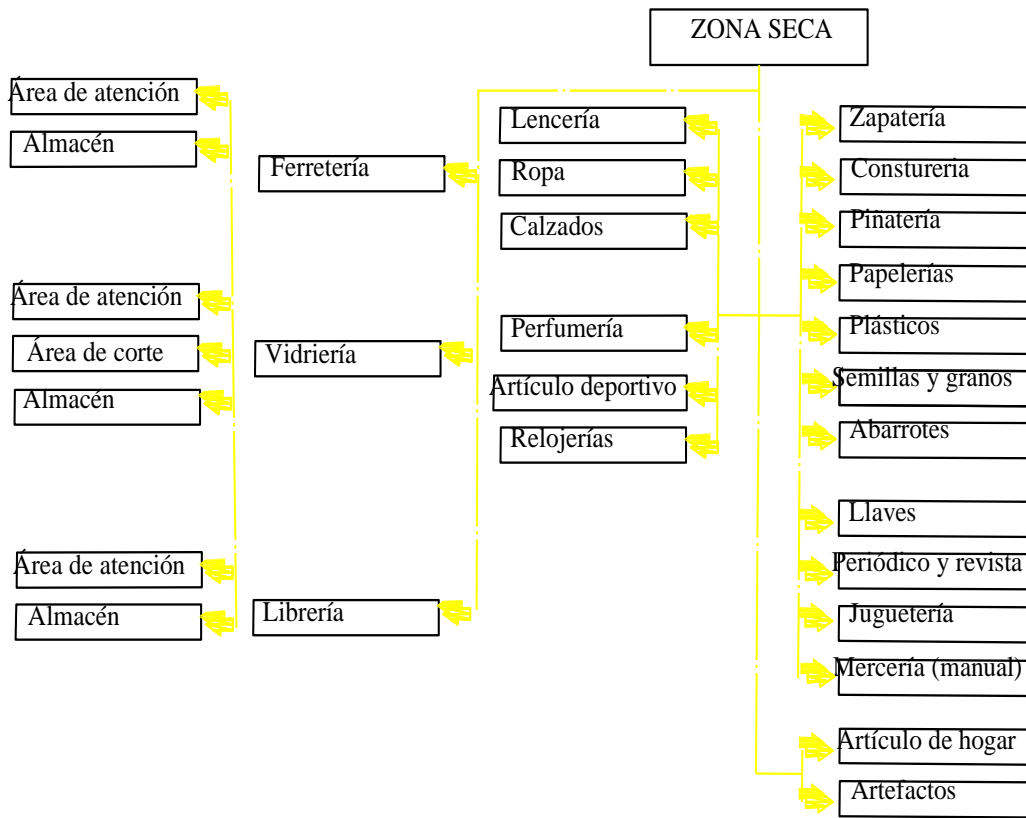 ZONA SECA
Área de atención
Almacén
Ferretería
Área de atención
Área de corte
Almacén
Vidriería
Área de atención
Almacén
Librería
Lencería
Ropa
Calzados
Perfumería
Artículo deportivo
Relojerías
Zapatería
Constureria
Piñatería
Papelerías
Plásticos
Semillas y granos
Abarrotes
Llaves
Periódico y revista
Juguetería
Mercería (manual)
Artículo de hogar
Artefactos